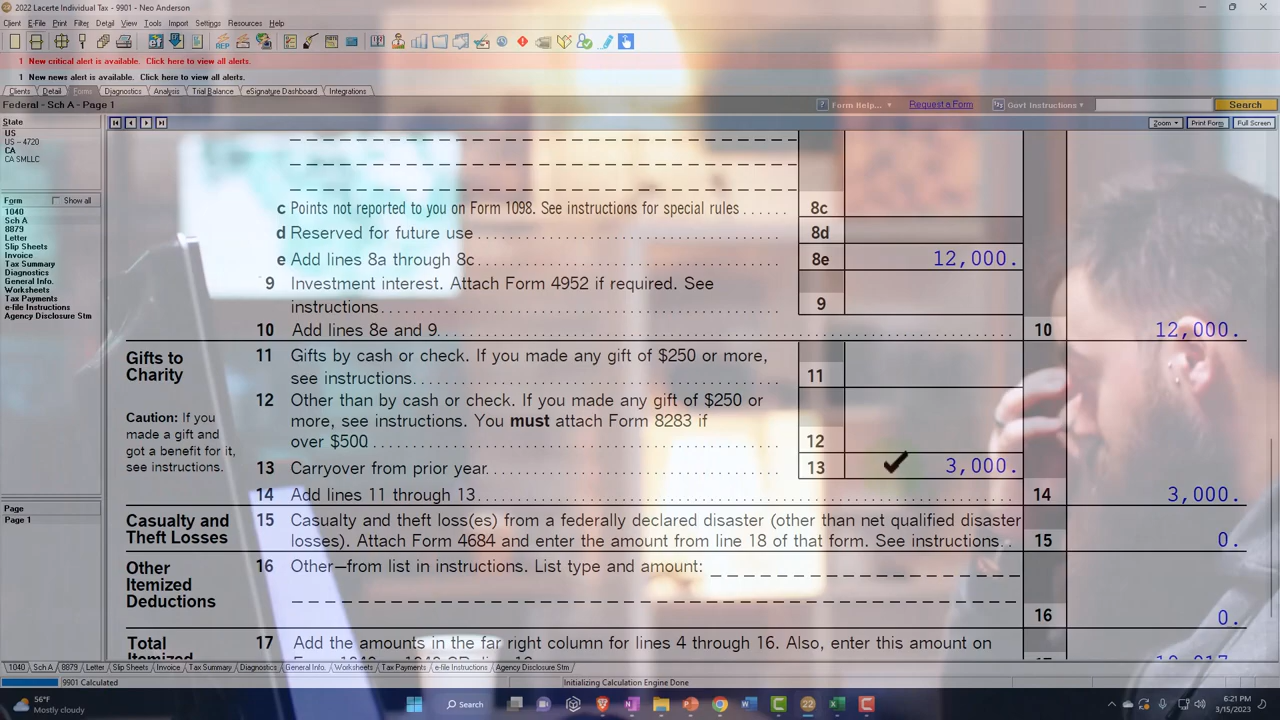 2022 Lacerte Individual Tax - 9901 - Neo Anderson
Client E-File Print Filter Detail View Tools Import Settings Resources Help
1 New critical alert is available. Click here to view all alerts.
1 New news alert is available. Click here to view all alerts.
Clients Detail Forms Diagnostics Analysis Trial Balance eSignature Dashboard Integrations
Federal - Sch A - Page 1
Form Help... Request a Form Govt Instructions Search
Zoom Print Form Full Screen
State
US
US - 4720
CA
CA SMLLC
Form Show all
1040
Sch A
8879
Letter
Slip Sheets
Invoice
Tax Summary
Diagnostics
General Info.
Worksheets
Tax Payments
e-file Instructions
Agency Disclosure Stm
Page
Page 1
c Points not reported to you on Form 1098. See instructions for special rules 8c
d Reserved for future use 8d
e Add lines 8a through 8c 8e 12,000.
9 Investment interest. Attach Form 4952 if required. See
instructions 9
10 Add lines 8e and 9. 10 12,000.
Gifts to
Charity
Caution: If you
made a gift and
got a benefit for it,
see instructions.
11 Gifts by cash or check. If you made any gift of $250 or more,
see instructions. 11
12 Other than by cash or check. If you made any gift of $250 or
more, see instructions. You must attach Form 8283 if
over $500 12
13 Carryover from prior year. 13 3,000.
14 Add lines 11 through 13 14 3,000.
Casualty and
Theft Losses
15 Casualty and theft loss(es) from a federally declared disaster (other than net qualified disaster
losses). Attach Form 4684 and enter the amount from line 18 of that form. See instructions. 15 0.
Other
Itemized
Deductions
16 Other—from list in instructions. List type and amount:
16 0.
Total
17 Add the amounts in the far right column for lines 4 through 16. Also, enter this amount on
1040 Sch A 8879 Letter Slip Sheets Invoice Tax Summary Diagnostics General Info. Worksheets Tax Payments e-file Instructions Agency Disclosure Stm
9901 Calculated Initializing Calculation Engine Done
56°F
Mostly cloudly
Search
22
6:21 PM
3/15/2023